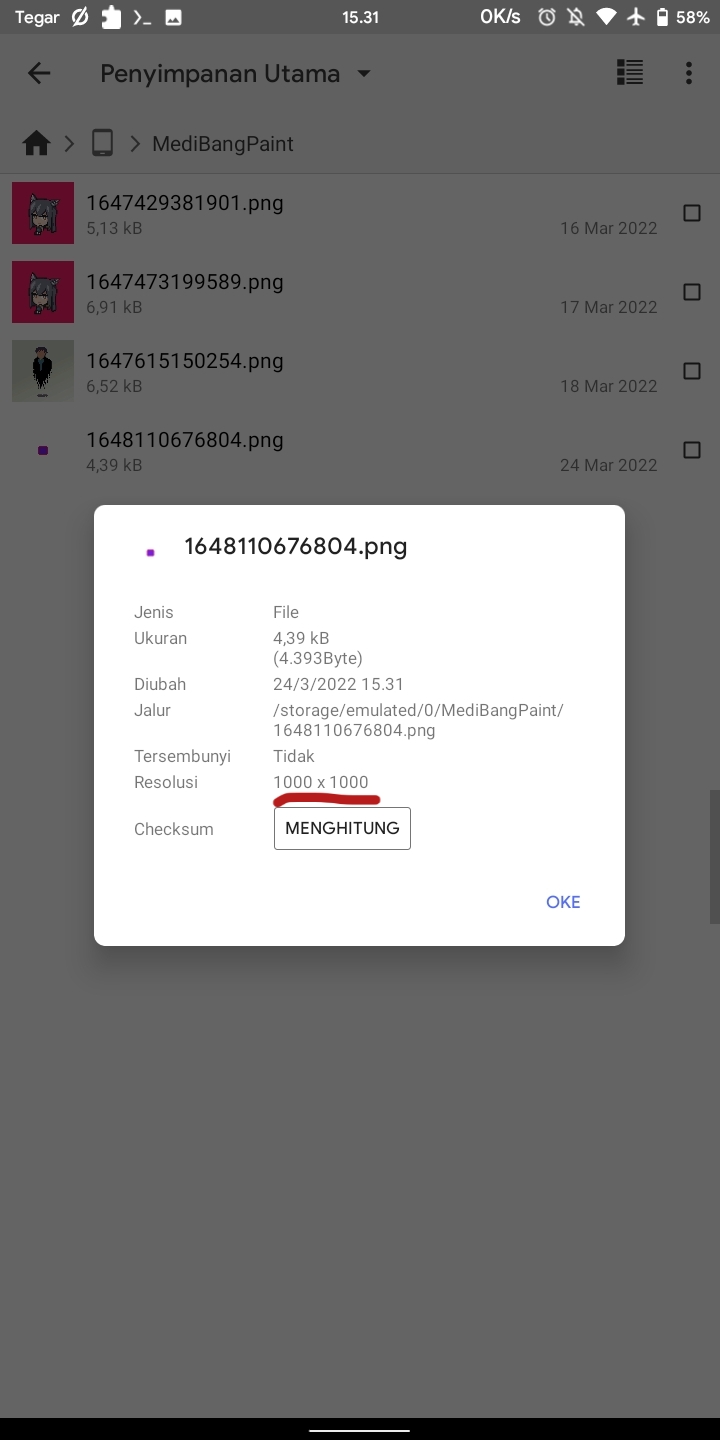 Tegar 15.31 0K/s 58%
Penyimpanan Utama
MediBangPaint
1647429381901.png
5,13 kB 16 Mar 2022
1647473199589.png
6,91 kB 17 Mar 2022
1647615150254.png
6,52 kB 18 Mar 2022
1648110676804.png
4,39 kB 24 Mar 2022
1648110676804.png
Jenis File
Ukuran 4,39 kB
(4.393Byte)
Diubah 24/3/2022 15.31
Jalur /storage/emulated/0/MediBangPaint/
1648110676804.png
Tersembunyi Tidak
Resolusi 1000 x 1000
Checksum MENGHITUNG
OKE